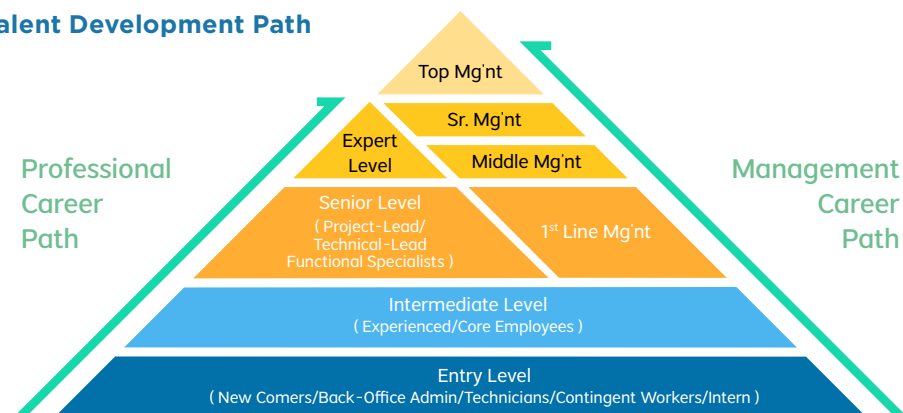 alent Development Path
Top Mg'nt
Sr. Mg'nt
Expert
Level
Middle Mg'nt
Professional
Career
Path
Management
Career
Path
Senior Level
( Project-Lead/
Technical-Lead
Functional Specialists )
1st Line Mg'nt
Intermediate Level
( Experienced/Core Employees )
Entry Level
( New Comers/Back-Office Admin/Technicians/Contingent Workers/Intern )